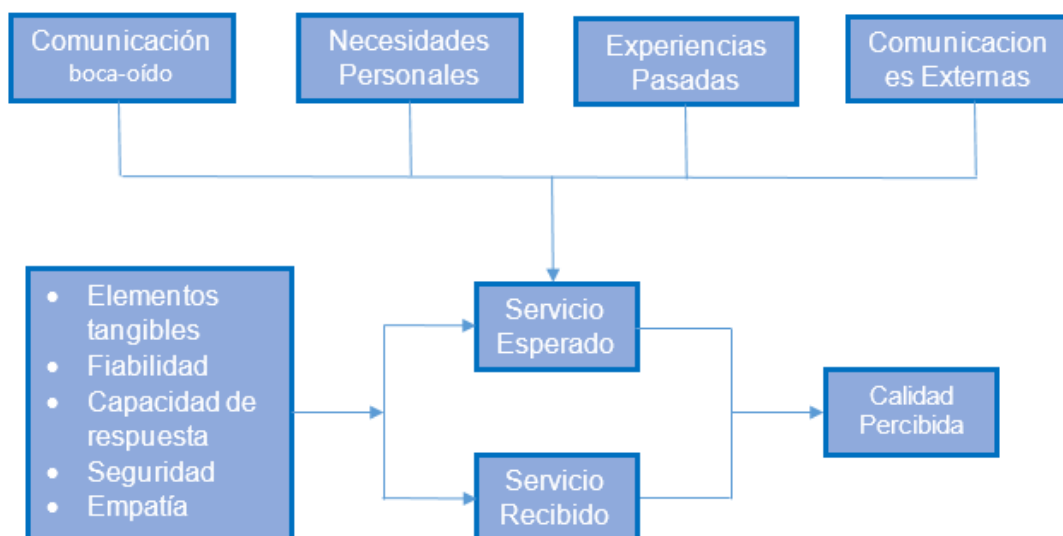 Comunicación
boca-oído
Necesidades
Personales
Experiencias
Pasadas
Comunicacion
es Externas
• Elementos
tangibles
• Fiabilidad
• Capacidad de
respuesta
• Seguridad
• Empatía
Servicio
Esperado
Servicio
Recibido
Calidad
Percibida